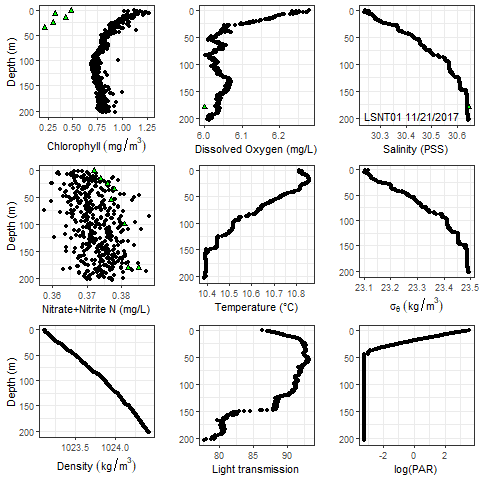 Depth (m)
0
50
100
150
200
0.25 0.50 0.75 1.00 1.25
Chlorophyll (mg/m³)
0
50
100
150
200
6.0 6.1 6.2
Dissolved Oxygen (mg/L)
0
50
100
150
200
LSNT01 11/21/2017
30.3 30.4 30.5 30.6
Salinity (PSS)
Depth (m)
0
50
100
150
200
0.36 0.37 0.38
Nitrate+Nitrite N (mg/L)
0
50
100
150
200
10.4 10.5 10.6 10.7 10.8
Temperature (°C)
0
50
100
150
200
23.1 23.2 23.3 23.4 23.5
σθ (kg/m³)
Depth (m)
0
50
100
150
200
1023.5 1024.0
Density (kg/m³)
0
50
100
150
200
80 85 90
Light transmission
0
50
100
150
200
-2 0 2
log(PAR)